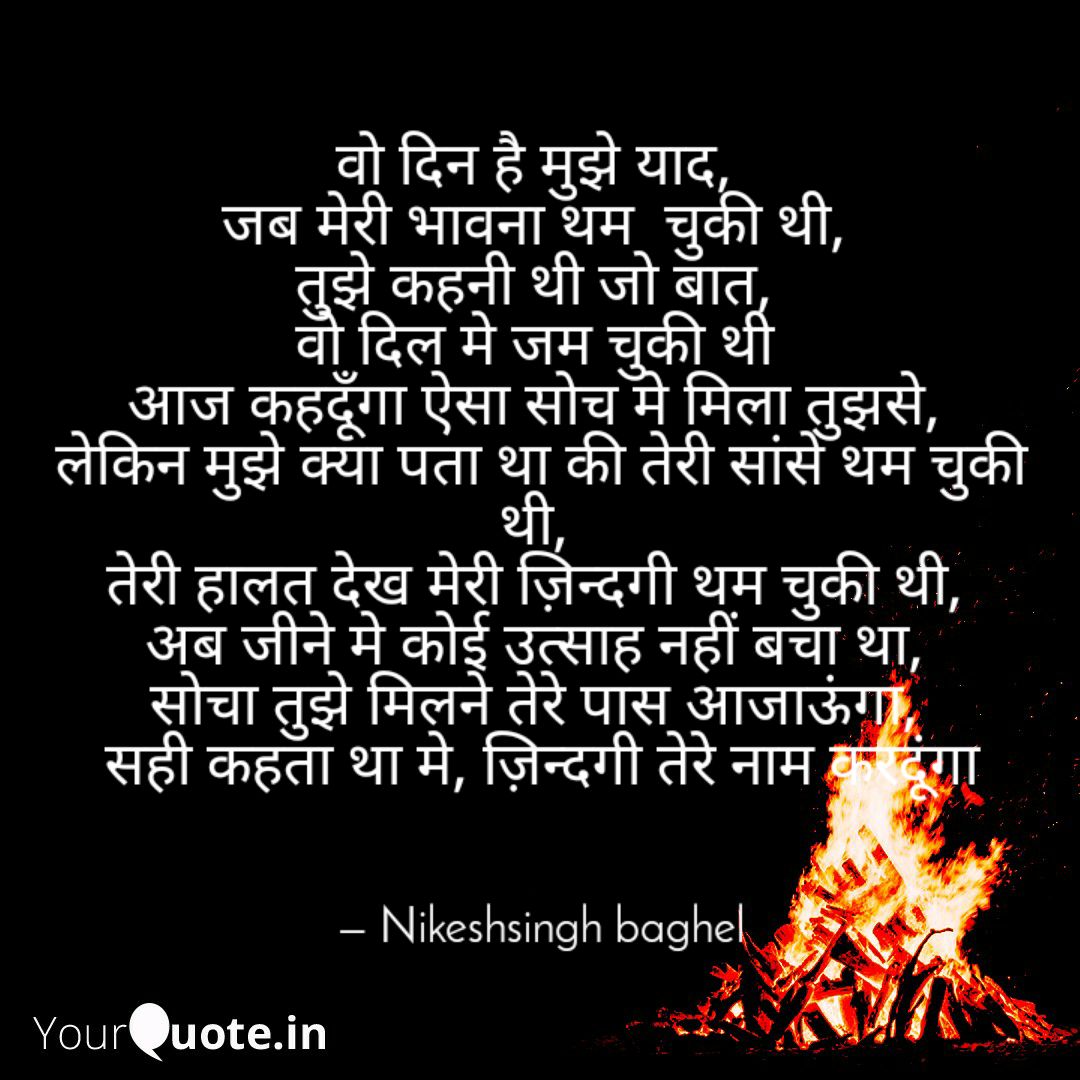 वो दिन है मुझे याद,
जब मेरी भावना थम  चुकी थी,
तुझे कहनी थी जो बात,
वो दिल मे जम चुकी थी
आज कहदूँगा ऐसा सोच मे मिला तुझसे,
लेकिन मुझे क्या पता था की तेरी सांसे थम चुकी
थी,
तेरी हालत देख मेरी ज़िन्दगी थम चुकी थी,
अब जीने मे कोई उत्साह नहीं बचा था,
सोचा तुझे मिलने तेरे पास आजाऊंगा,
सही कहता था मे, ज़िन्दगी तेरे नाम करदूंगा
– Nikeshsingh baghel
YourQuote.in